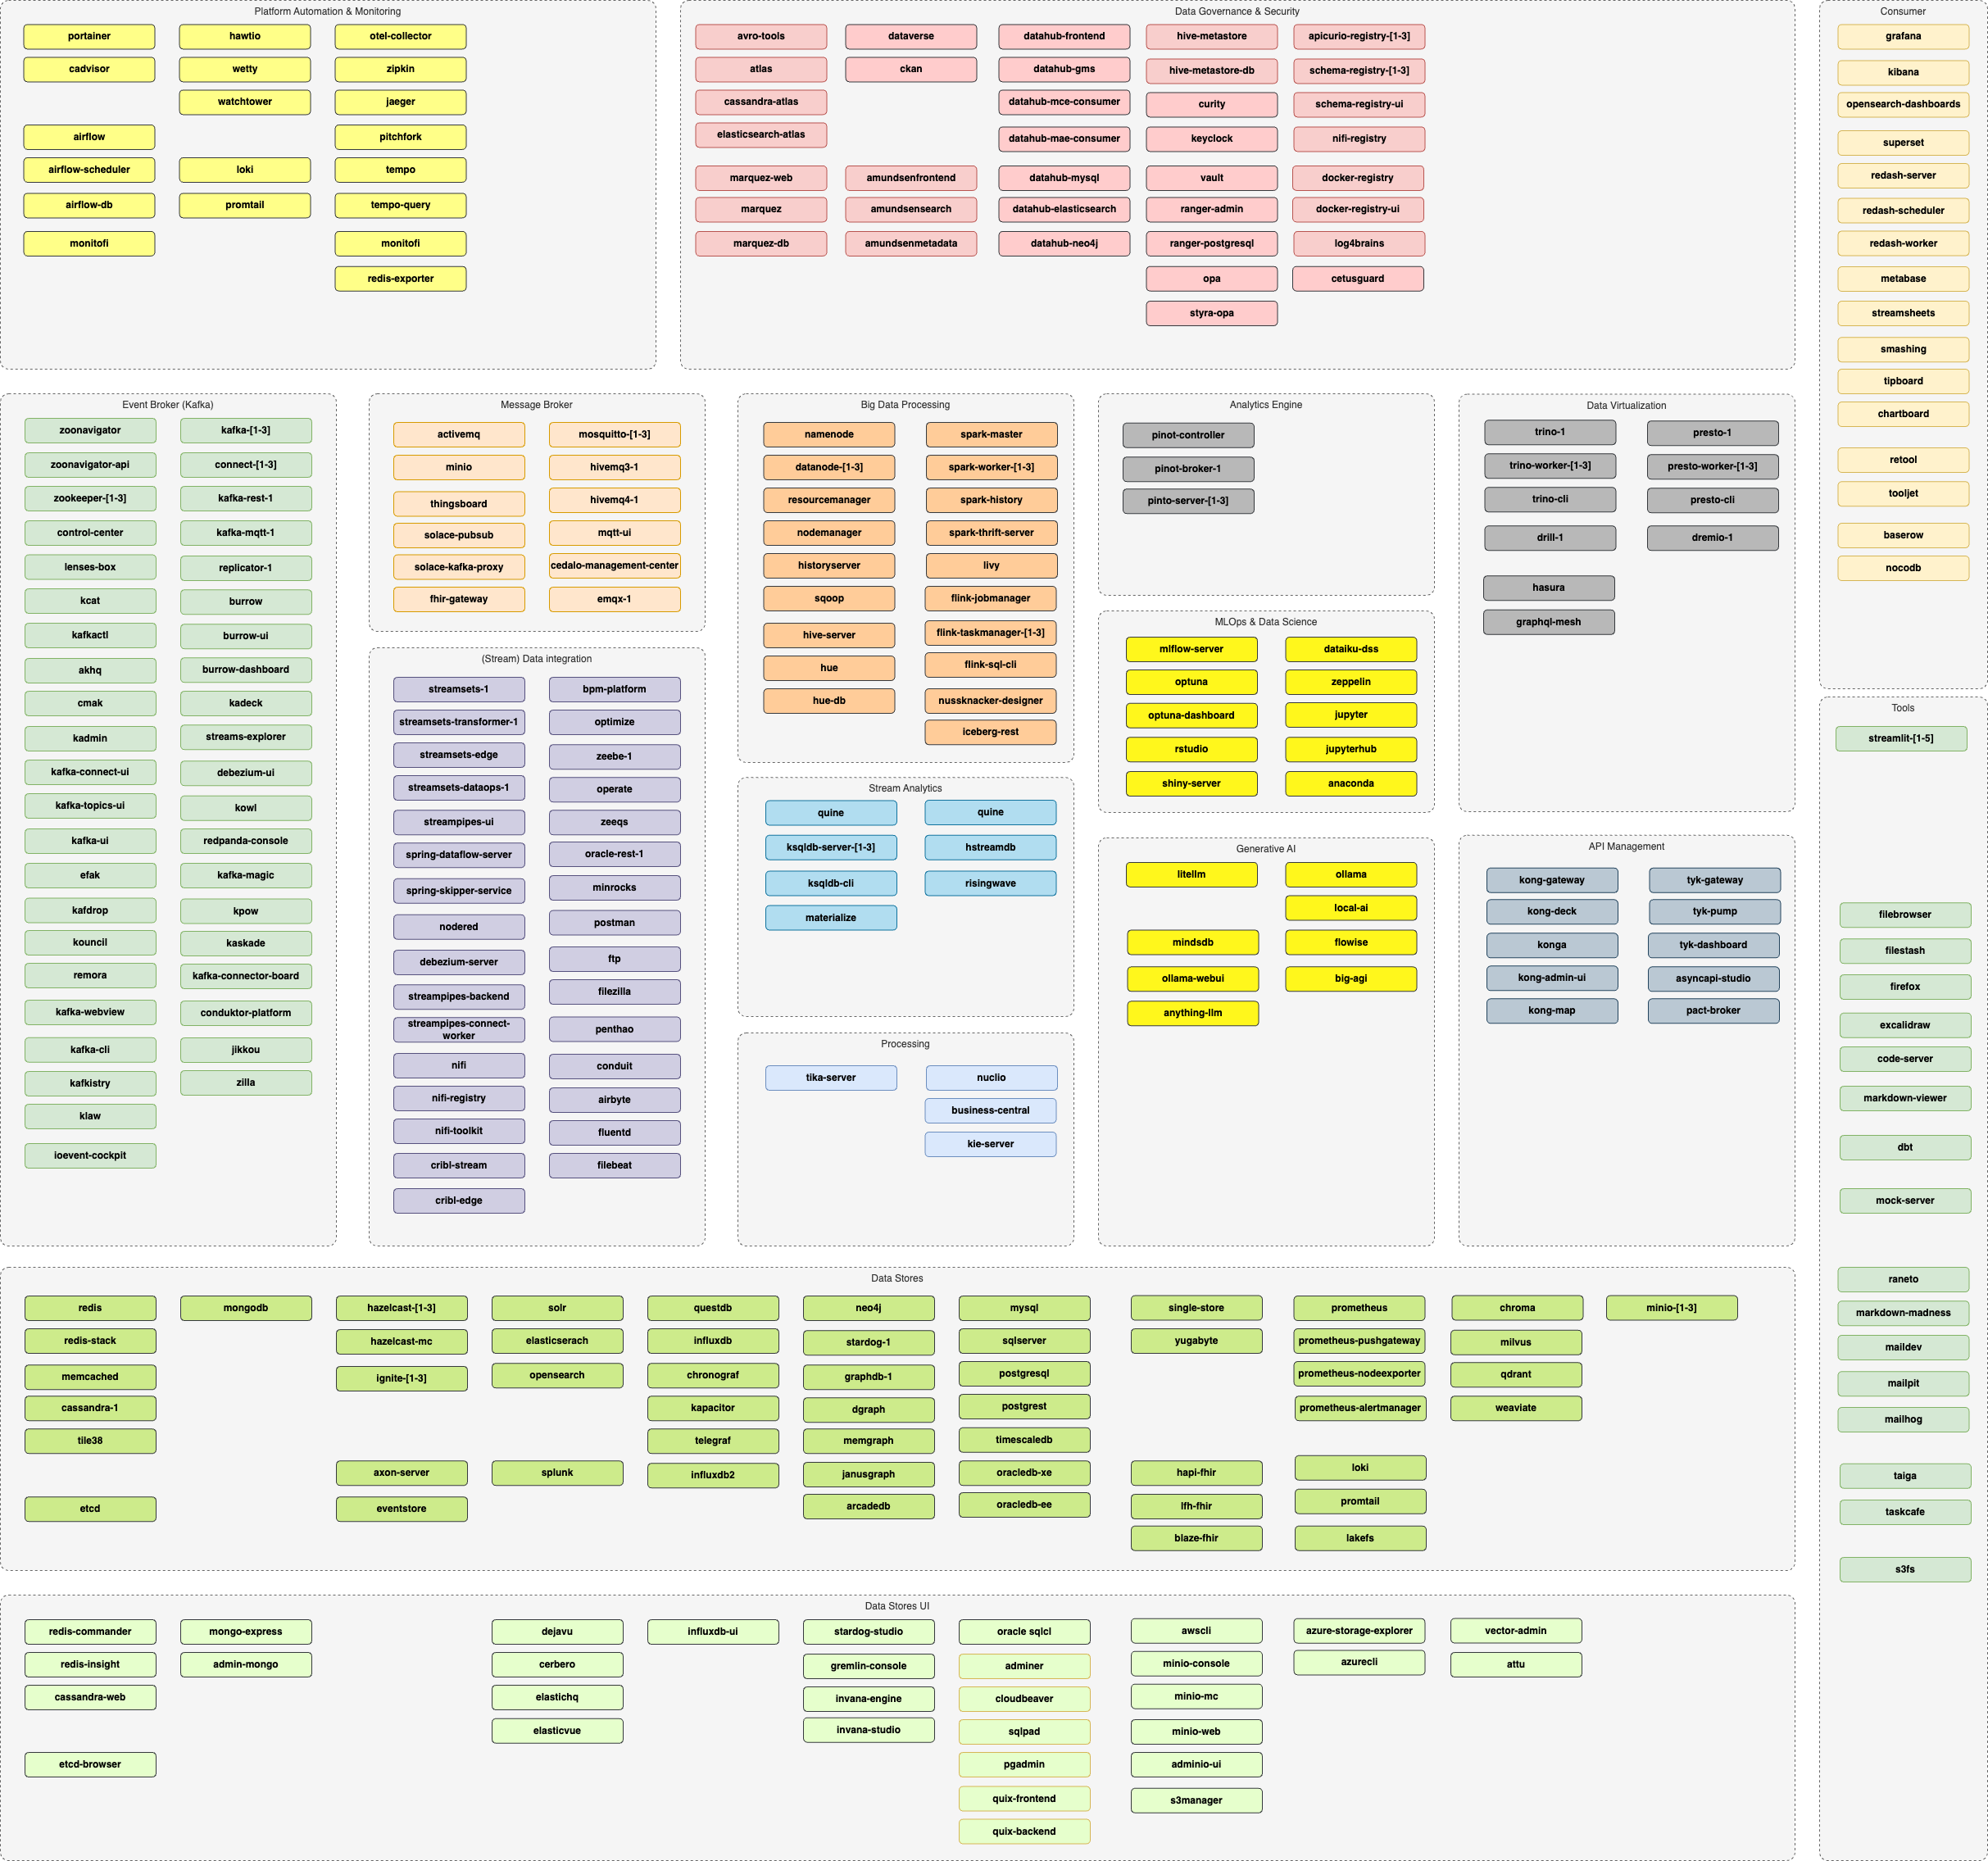 Platform Automation & Monitoring
portainer
hawtio
otel-collector
cadvisor
wetty
zipkin
watchtower
jaeger
airflow
pitchfork
airflow-scheduler
loki
tempo
airflow-db
promtail
tempo-query
monitofi
monitofi
redis-exporter
Data Governance & Security
avro-tools
dataverse
datahub-frontend
hive-metastore
apicurio-registry-[1-3]
atlas
ckan
datahub-gms
hive-metastore-db
schema-registry-[1-3]
cassandra-atlas
datahub-mce-consumer
curity
schema-registry-ui
elasticsearch-atlas
datahub-mae-consumer
keyclock
nifi-registry
marquez-web
amundsenfrontend
datahub-mysql
vault
docker-registry
marquez
amundsensearch
datahub-elasticsearch
ranger-admin
docker-registry-ui
marquez-db
amundsenmetadata
datahub-neo4j
ranger-postgresql
log4brains
opa
cetusguard
styra-opa
Consumer
grafana
kibana
opensearch-dashboards
superset
redash-server
redash-scheduler
redash-worker
metabase
streamsheets
smashing
tipboard
chartboard
retool
tooljet
baserow
nocodb
Event Broker (Kafka)
zoonavigator
kafka-[1-3]
zoonavigator-api
connect-[1-3]
zookeeper-[1-3]
kafka-rest-1
control-center
kafka-mqtt-1
lenses-box
replicator-1
kcat
burrow
kafkactl
burrow-ui
akhq
burrow-dashboard
cmak
kadeck
kadmin
streams-explorer
kafka-connect-ui
debezium-ui
kafka-topics-ui
kowl
kafka-ui
redpanda-console
efak
kafka-magic
kafdrop
kpow
kouncil
kaskade
remora
kafka-connector-board
kafka-webview
conduktor-platform
kafka-cli
jikkou
kafkistry
zilla
klaw
ioevent-cockpit
Message Broker
activemq
mosquitto-[1-3]
minio
hivemq3-1
thingsboard
hivemq4-1
solace-pubsub
mqtt-ui
solace-kafka-proxy
cedalo-management-center
fhir-gateway
emqx-1
(Stream) Data integration
streamsets-1
bpm-platform
streamsets-transformer-1
optimize
streamsets-edge
zeebe-1
streamsets-dataops-1
operate
streampipes-ui
zeeqs
spring-dataflow-server
oracle-rest-1
spring-skipper-service
minrocks
nodered
postman
debezium-server
ftp
streampipes-backend
filezilla
streampipes-connect-
worker
penthao
nifi
conduit
nifi-registry
airbyte
nifi-toolkit
fluentd
cribl-stream
filebeat
cribl-edge
Big Data Processing
namenode
spark-master
datanode-[1-3]
spark-worker-[1-3]
resourcemanager
spark-history
nodemanager
spark-thrift-server
historyserver
livy
sqoop
flink-jobmanager
hive-server
flink-taskmanager-[1-3]
hue
flink-sql-cli
hue-db
nussknacker-designer
iceberg-rest
Stream Analytics
quine
quine
ksqldb-server-[1-3]
hstreamdb
ksqldb-cli
risingwave
materialize
Processing
tika-server
nuclio
business-central
kie-server
Analytics Engine
pinot-controller
pinot-broker-1
pinto-server-[1-3]
MLOps & Data Science
mlflow-server
dataiku-dss
optuna
zeppelin
optuna-dashboard
jupyter
rstudio
jupyterhub
shiny-server
anaconda
Generative AI
litellm
ollama
local-ai
mindsdb
flowise
ollama-webui
big-agi
anything-llm
Data Virtualization
trino-1
presto-1
trino-worker-[1-3]
presto-worker-[1-3]
trino-cli
presto-cli
drill-1
dremio-1
hasura
graphql-mesh
API Management
kong-gateway
tyk-gateway
kong-deck
tyk-pump
konga
tyk-dashboard
kong-admin-ui
asyncapi-studio
kong-map
pact-broker
Tools
streamlit-[1-5]
filebrowser
filestash
firefox
excalidraw
code-server
markdown-viewer
dbt
mock-server
raneto
markdown-madness
maildev
mailpit
mailhog
taiga
taskcafe
s3fs
Data Stores
redis
mongodb
hazelcast-[1-3]
solr
questdb
neo4j
mysql
single-store
prometheus
chroma
minio-[1-3]
redis-stack
hazelcast-mc
elasticserach
influxdb
stardog-1
sqlserver
yugabyte
prometheus-pushgateway
milvus
memcached
ignite-[1-3]
opensearch
chronograf
graphdb-1
postgresql
prometheus-nodeexporter
qdrant
cassandra-1
kapacitor
dgraph
postgrest
prometheus-alertmanager
weaviate
tile38
telegraf
memgraph
timescaledb
axon-server
splunk
influxdb2
janusgraph
oracledb-xe
hapi-fhir
loki
etcd
eventstore
arcadedb
oracledb-ee
lfh-fhir
promtail
blaze-fhir
lakefs
Data Stores UI
redis-commander
mongo-express
dejavu
influxdb-ui
stardog-studio
oracle sqlcl
awscli
azure-storage-explorer
vector-admin
redis-insight
admin-mongo
cerbero
gremlin-console
adminer
minio-console
azurecli
attu
cassandra-web
elastichq
invana-engine
cloudbeaver
minio-mc
elasticvue
invana-studio
sqlpad
minio-web
etcd-browser
pgadmin
adminio-ui
quix-frontend
s3manager
quix-backend